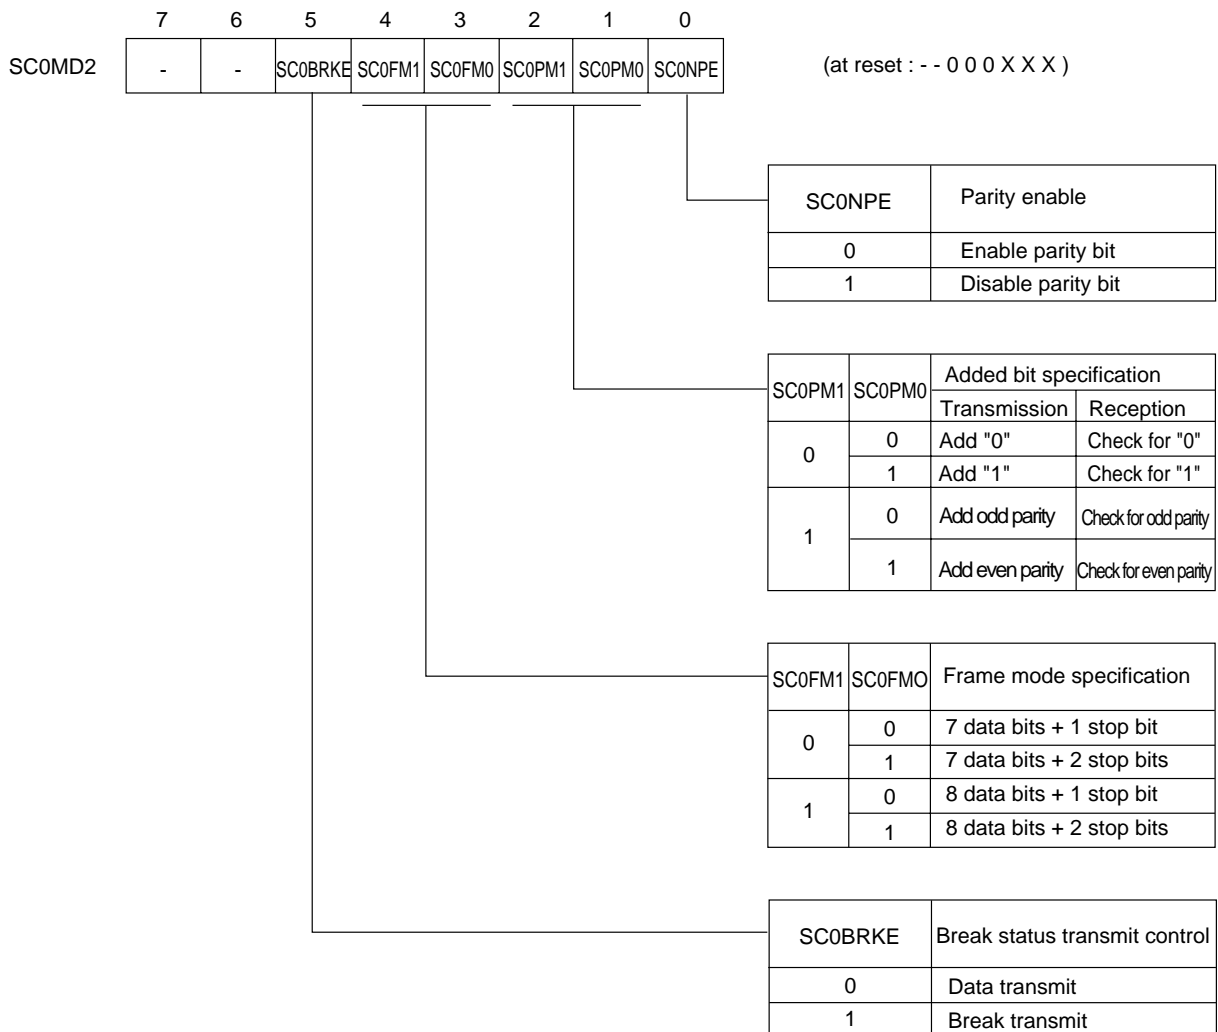 7 6 5 4 3 2 1 0
SC0MD2 - - SC0BRKE SC0FM1 SC0FM0 SC0PM1 SC0PM0 SC0NPE (at reset : - - 0 0 0 X X X )
SC0NPE Parity enable
0 Enable parity bit
1 Disable parity bit
SC0PM1 SC0PM0 Added bit specification
Transmission Reception
0 0 Add "0" Check for "0"
1 Add "1" Check for "1"
1 0 Add odd parity Check for odd parity
1 Add even parity Check for even parity
SC0FM1 SC0FMO Frame mode specification
0 0 7 data bits + 1 stop bit
1 7 data bits + 2 stop bits
1 0 8 data bits + 1 stop bit
1 8 data bits + 2 stop bits
SC0BRKE Break status transmit control
0 Data transmit
1 Break transmit